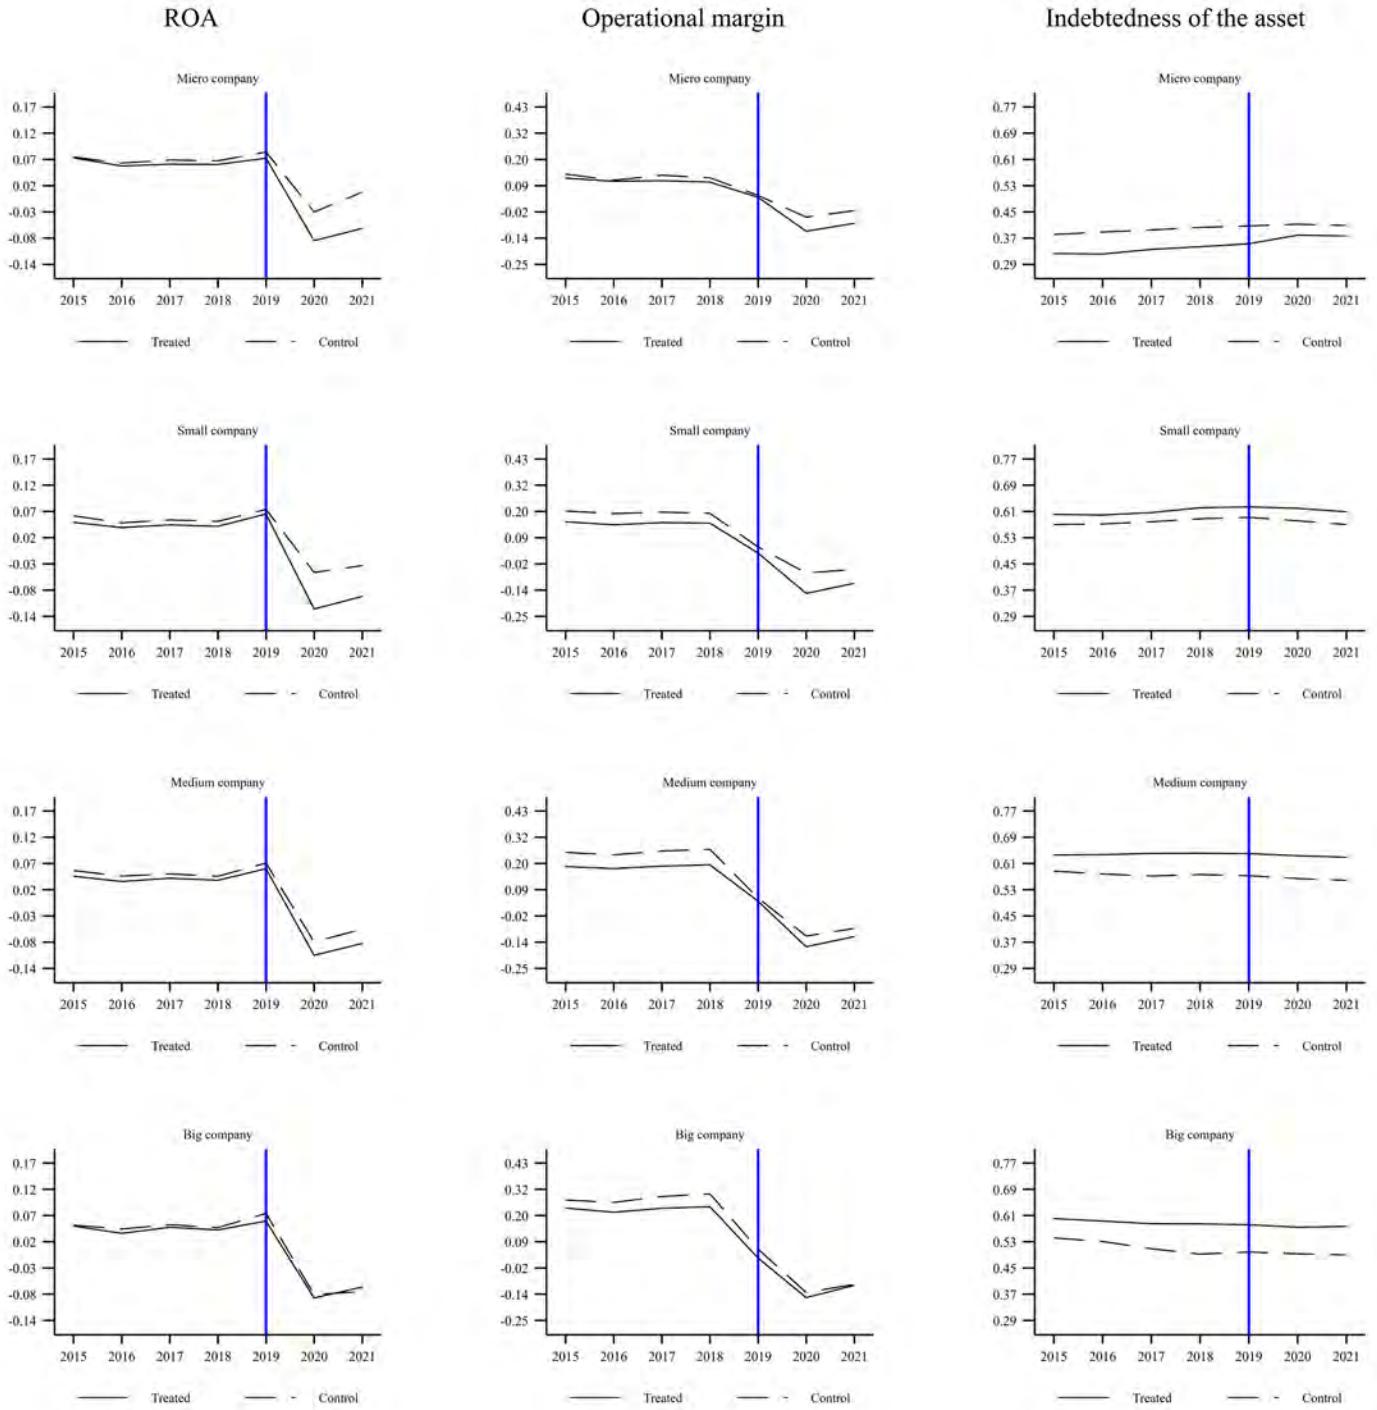 ROA Operational margin Indebtedness of the asset
Micro company Micro company Micro company
0.17 0.43 0.77
0.12 0.32 0.69
0.07 0.20 0.61
0.02 0.09 0.53
-0.03 -0.02 0.45
-0.08 -0.14 0.37
-0.14 -0.25 0.29
2015 2016 2017 2018 2019 2020 2021 2015 2016 2017 2018 2019 2020 2021 2015 2016 2017 2018 2019 2020 2021
Treated Control Treated Control Treated Control
Small company Small company Small company
0.17 0.43 0.77
0.12 0.32 0.69
0.07 0.20 0.61
0.02 0.09 0.53
-0.03 -0.02 0.45
-0.08 -0.14 0.37
-0.14 -0.25 0.29
2015 2016 2017 2018 2019 2020 2021 2015 2016 2017 2018 2019 2020 2021 2015 2016 2017 2018 2019 2020 2021
Treated Control Treated Control Treated Control
Medium company Medium company Medium company
0.17 0.43 0.77
0.12 0.32 0.69
0.07 0.20 0.61
0.02 0.09 0.53
-0.03 -0.02 0.45
-0.08 -0.14 0.37
-0.14 -0.25 0.29
2015 2016 2017 2018 2019 2020 2021 2015 2016 2017 2018 2019 2020 2021 2015 2016 2017 2018 2019 2020 2021
Treated Control Treated Control Treated Control
Big company Big company Big company
0.17 0.43 0.77
0.12 0.32 0.69
0.07 0.20 0.61
0.02 0.09 0.53
-0.03 -0.02 0.45
-0.08 -0.14 0.37
-0.14 -0.25 0.29
2015 2016 2017 2018 2019 2020 2021 2015 2016 2017 2018 2019 2020 2021 2015 2016 2017 2018 2019 2020 2021
Treated Control Treated Control Treated Control